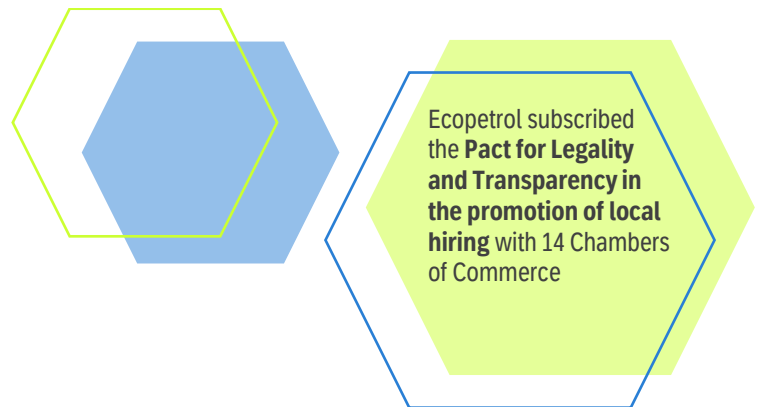 Ecopetrol subscribed
the Pact for Legality
and Transparency in
the promotion of local
hiring with 14 Chambers
of Commerce